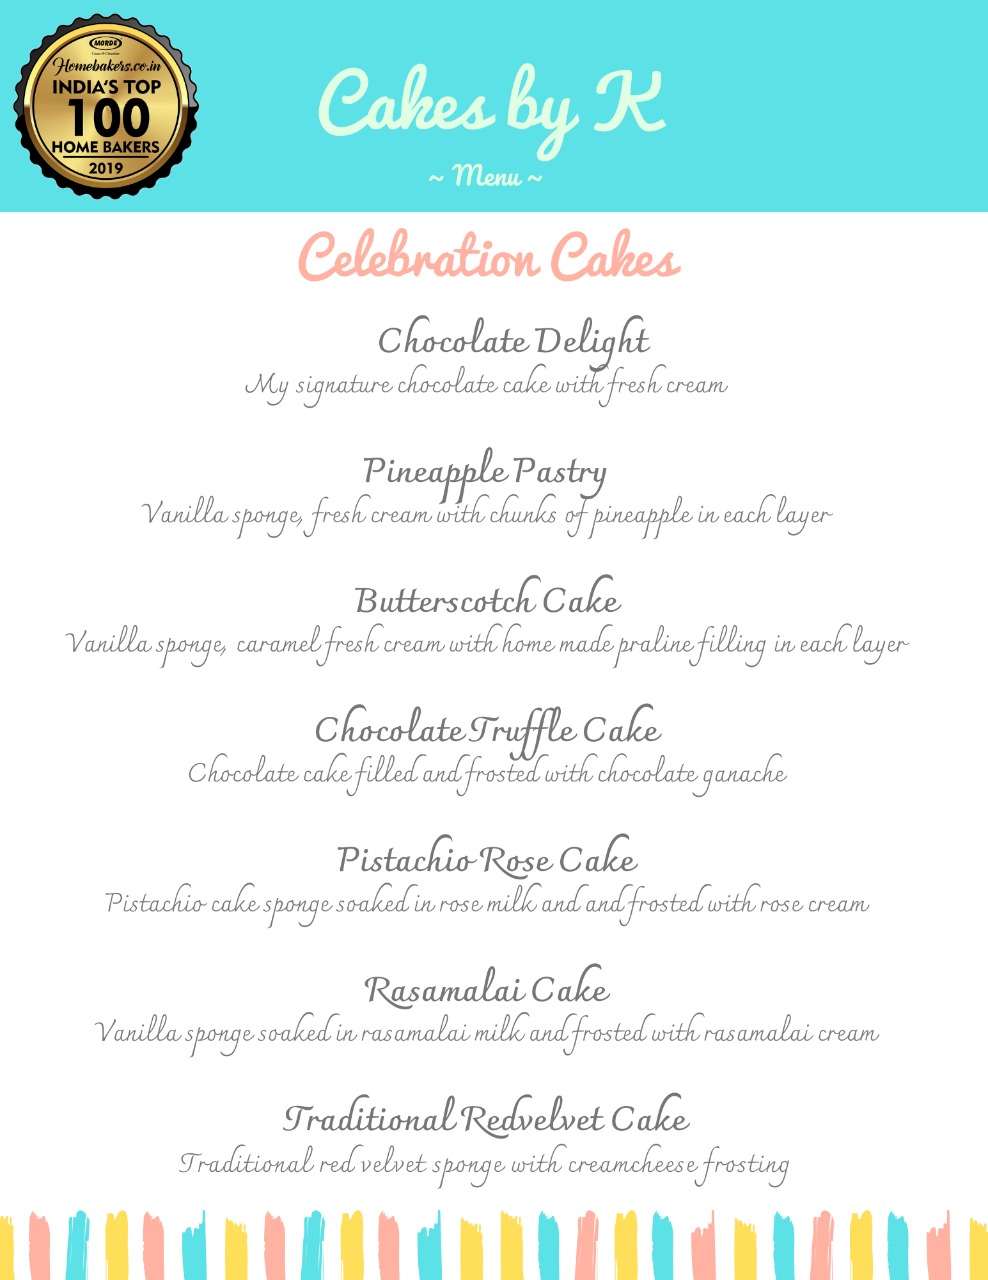 MORDE
Homebakers.co.in
INDIA'S TOP
100
HOME BAKERS
2019
Cakes by K
~ Menu ~
Celebration Cakes
Chocolate Delight
My signature chocolate cake with fresh cream
Pineapple Pastry
Vanilla sponge, fresh cream with chunks of pineapple in each layer
Butterscotch Cake
Vanilla sponge, caramel fresh cream with home made praline filling in each layer
Chocolate Truffle Cake
Chocolate cake filled and frosted with chocolate ganache
Pistachio Rose Cake
Pistachio cake sponge soaked in rose milk and and frosted with rose cream
Rasamalai Cake
Vanilla sponge soaked in rasamalai milk and frosted with rasamalai cream
Traditional Redvelvet Cake
Traditional red velvet sponge with creamcheese frosting